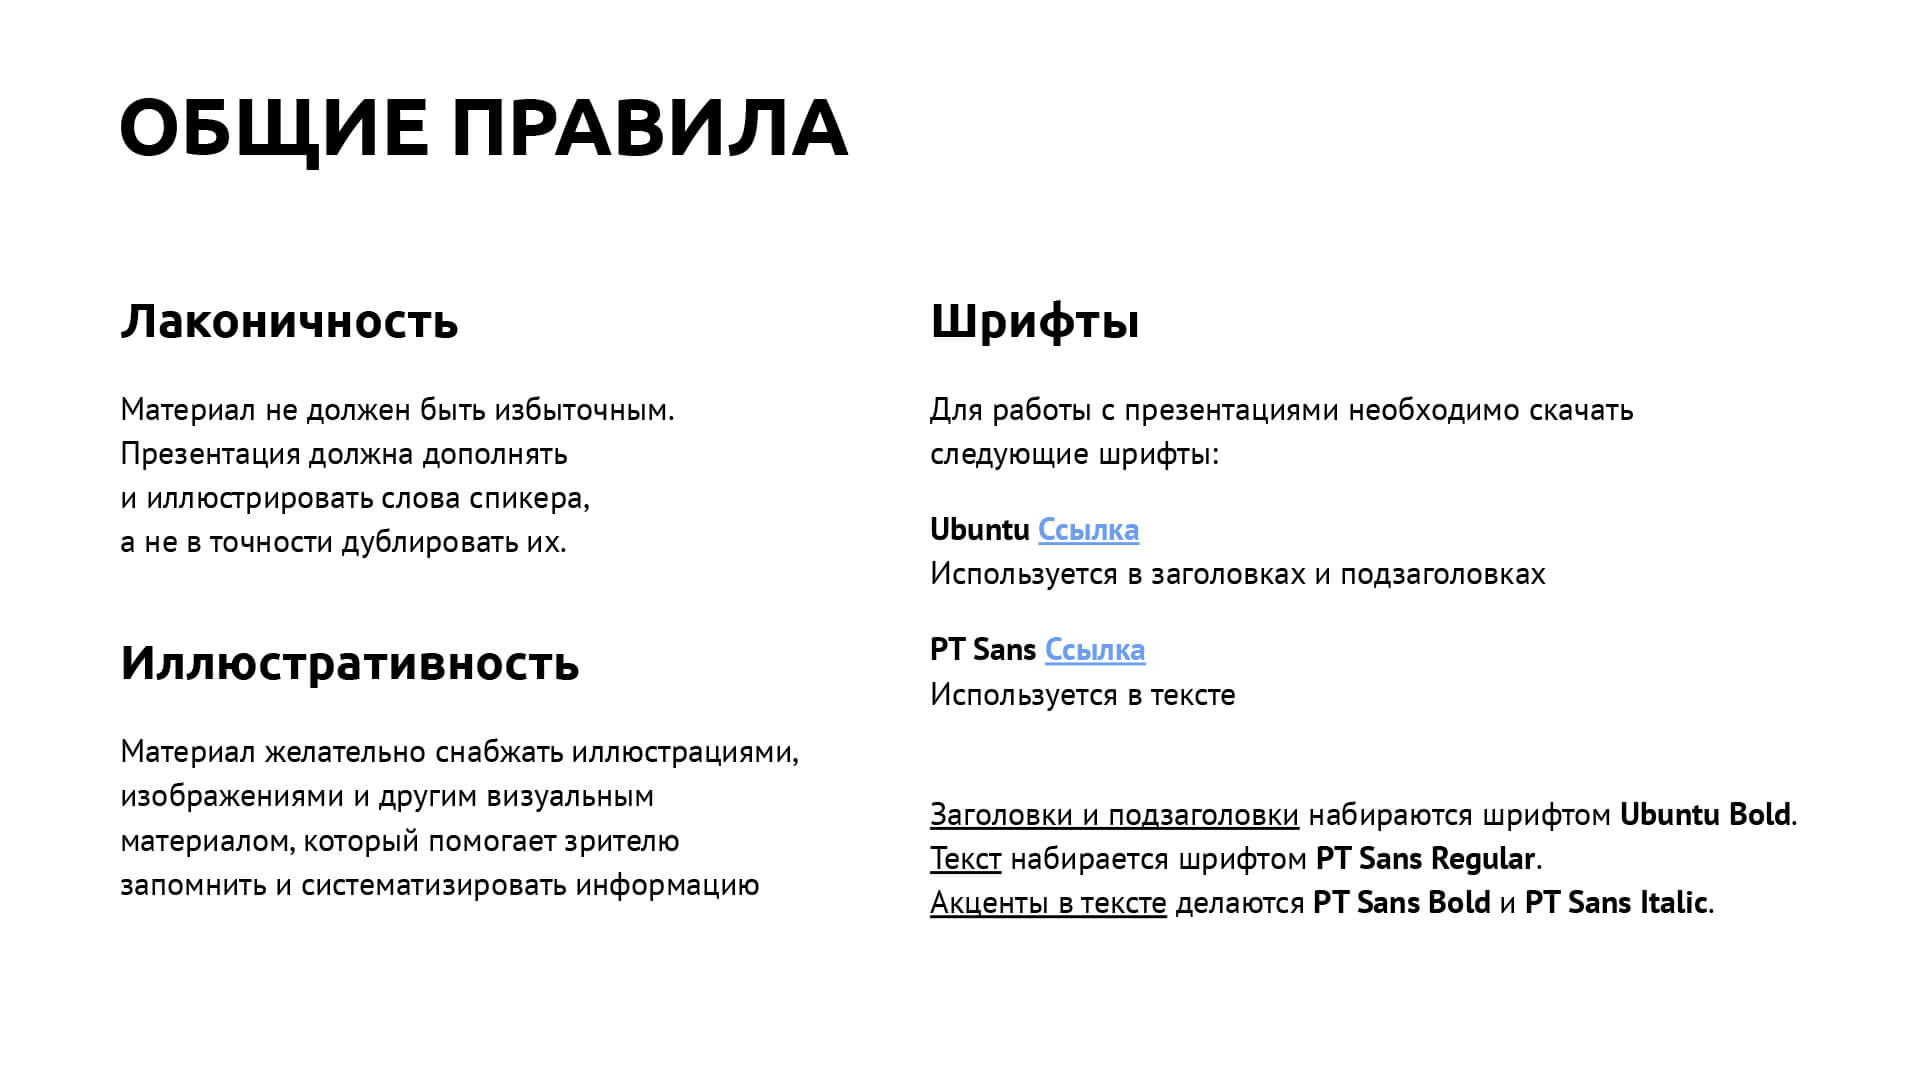 ОБЩИЕ ПРАВИЛА
Лаконичность
Материал не должен быть избыточным.
Презентация должна дополнять
и иллюстрировать слова спикера,
а не в точности дублировать их.
Иллюстративность
Материал желательно снабжать иллюстрациями,
изображениями и другим визуальным
материалом, который помогает зрителю
запомнить и систематизировать информацию
Шрифты
Для работы с презентациями необходимо скачать
следующие шрифты:
Ubuntu Ссылка
Используется в заголовках и подзаголовках
PT Sans Ссылка
Используется в тексте
Заголовки и подзаголовки набираются шрифтом Ubuntu Bold.
Текст набирается шрифтом PT Sans Regular.
Акценты в тексте делаются PT Sans Bold и PT Sans Italic.